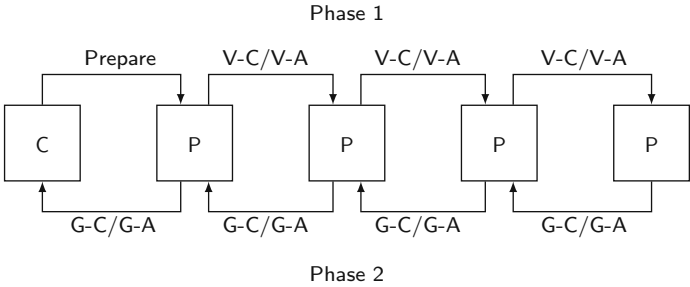 Phase 1
Prepare V-C/V-A V-C/V-A V-C/V-A
C P P P P
G-C/G-A G-C/G-A G-C/G-A G-C/G-A
Phase 2